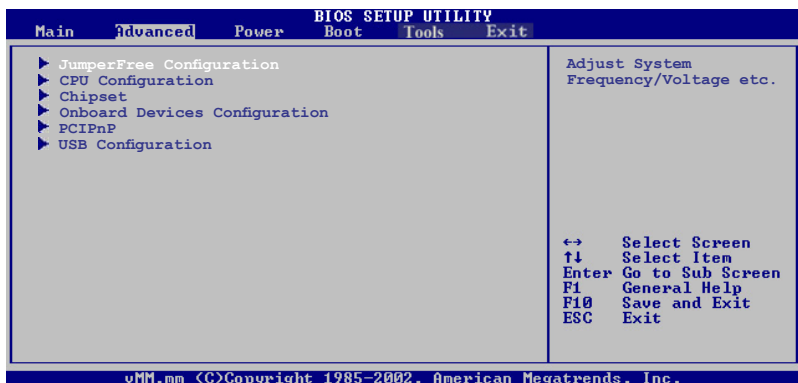 BIOS SETUP UTILITY
Main Advanced Power Boot Tools Exit
JumperFree Configuration
CPU Configuration
Chipset
Onboard Devices Configuration
PCIPnP
USB Configuration
Adjust System
Frequency/Voltage etc.
←→ Select Screen
↑↓ Select Item
Enter Go to Sub Screen
F1 General Help
F10 Save and Exit
ESC Exit
vMM.mm (C)Copyright 1985-2002, American Megatrends, Inc.